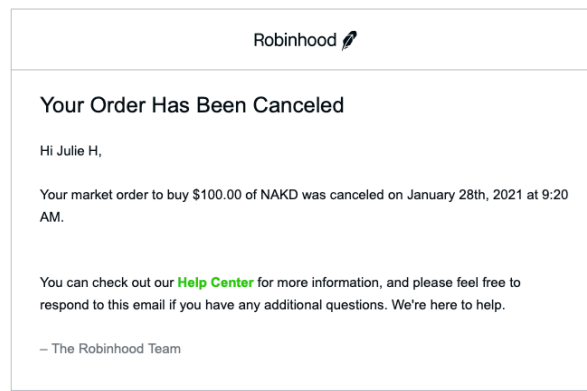 Robinhood
Your Order Has Been Canceled
Hi Julie H,
Your market order to buy $100.00 of NAKD was canceled on January 28th, 2021 at 9:20
AM.
You can check out our Help Center for more information, and please feel free to
respond to this email if you have any additional questions. We're here to help.
– The Robinhood Team